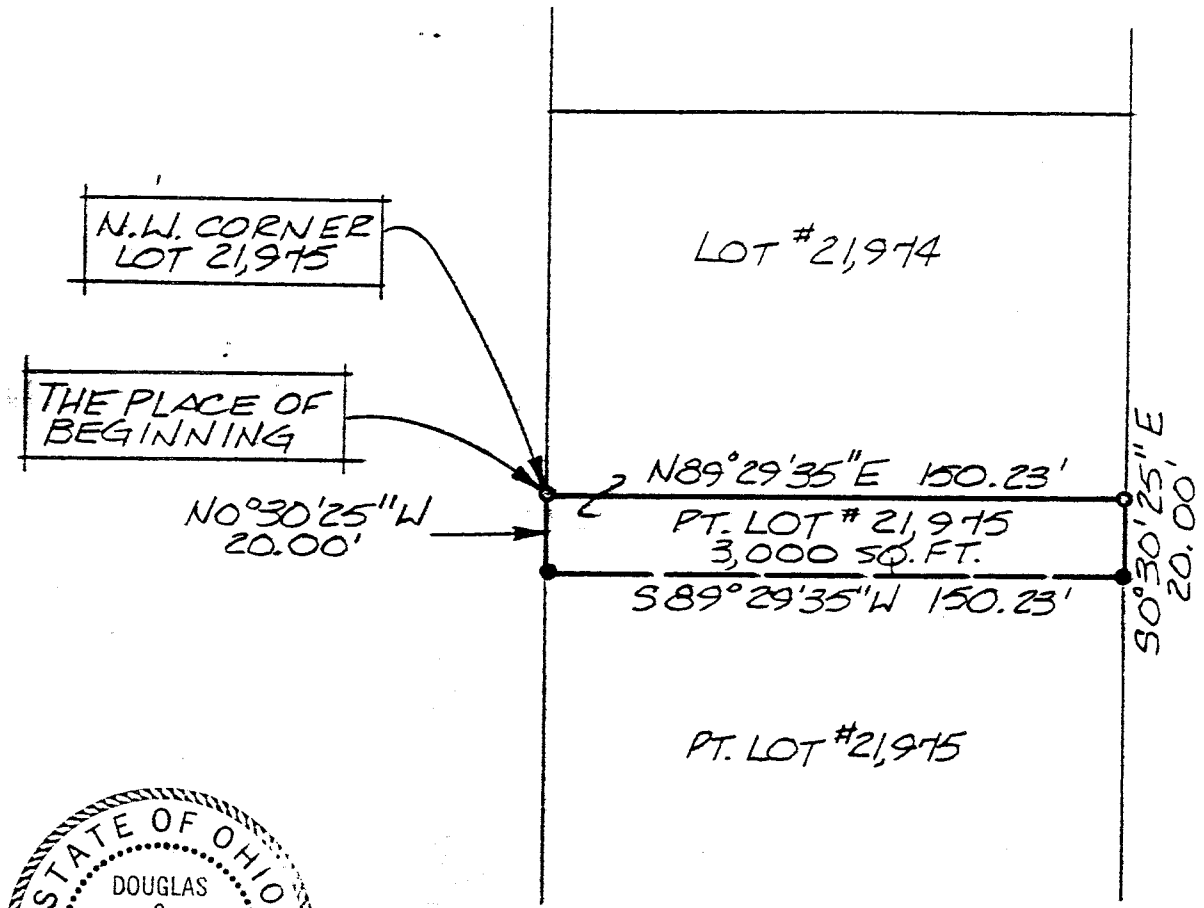 N.W. CORNER
LOT 21,975
LOT #21,974
THE PLACE OF
BEGINNING
N89°29'35"E 150.23'
N0°30'25"W
20.00'
PT. LOT # 21,975
3,000 SQ. FT.
S0°30'25"E
20.00'
S89°29'35"W 150.23'
PT. LOT #21,975
STATE OF OHIO
DOUGLAS